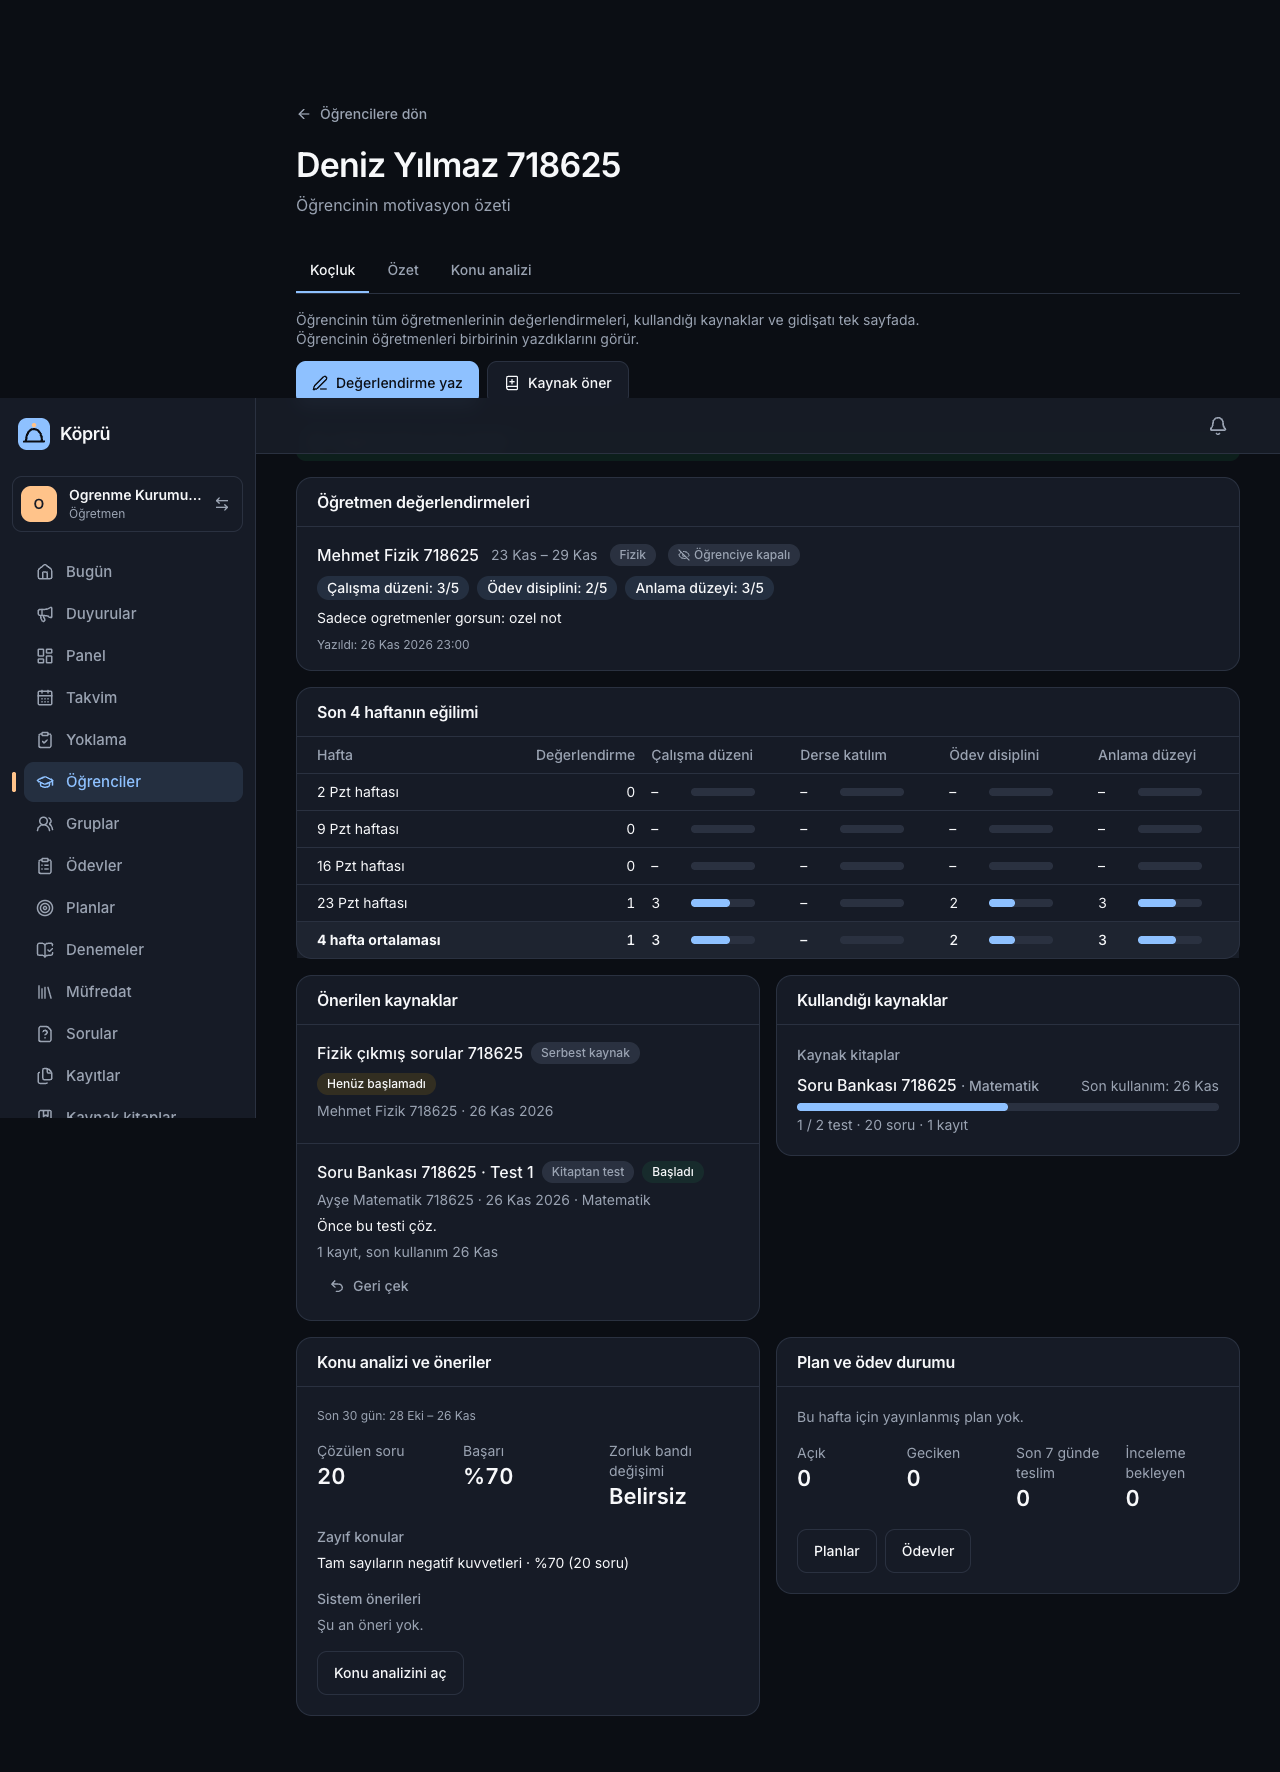 Öğrencilere dön
Deniz Yılmaz 718625
Öğrencinin motivasyon özeti
Koçluk Özet Konu analizi
Öğrencinin tüm öğretmenlerinin değerlendirmeleri, kullandığı kaynaklar ve gidişatı tek sayfada.
Öğrencinin öğretmenleri birbirinin yazdıklarını görür.
Değerlendirme yaz Kaynak öner
Köprü
O
Ogrenme Kurumu...
Öğretmen
Bugün
Duyurular
Panel
Takvim
Yoklama
Öğrenciler
Gruplar
Ödevler
Planlar
Denemeler
Müfredat
Sorular
Kayıtlar
Kaynak kitaplar
Öğretmen değerlendirmeleri
Mehmet Fizik 718625 23 Kas – 29 Kas Fizik Öğrenciye kapalı
Çalışma düzeni: 3/5 Ödev disiplini: 2/5 Anlama düzeyi: 3/5
Sadece ogretmenler gorsun: ozel not
Yazıldı: 26 Kas 2026 23:00
Son 4 haftanın eğilimi
Hafta Değerlendirme Çalışma düzeni Derse katılım Ödev disiplini Anlama düzeyi
2 Pzt haftası 0 – – – –
9 Pzt haftası 0 – – – –
16 Pzt haftası 0 – – – –
23 Pzt haftası 1 3 – 2 3
4 hafta ortalaması 1 3 – 2 3
Önerilen kaynaklar
Fizik çıkmış sorular 718625 Serbest kaynak
Henüz başlamadı
Mehmet Fizik 718625 · 26 Kas 2026
Soru Bankası 718625 · Test 1 Kitaptan test Başladı
Ayşe Matematik 718625 · 26 Kas 2026 · Matematik
Önce bu testi çöz.
1 kayıt, son kullanım 26 Kas
Geri çek
Kullandığı kaynaklar
Kaynak kitaplar
Soru Bankası 718625 · Matematik Son kullanım: 26 Kas
1 / 2 test · 20 soru · 1 kayıt
Konu analizi ve öneriler
Son 30 gün: 28 Eki – 26 Kas
Çözülen soru
20
Başarı
%70
Zorluk bandı
değişimi
Belirsiz
Zayıf konular
Tam sayıların negatif kuvvetleri · %70 (20 soru)
Sistem önerileri
Şu an öneri yok.
Konu analizini aç
Plan ve ödev durumu
Bu hafta için yayınlanmış plan yok.
Açık
0
Geciken
0
Son 7 günde
teslim
0
İnceleme
bekleyen
0
Planlar Ödevler